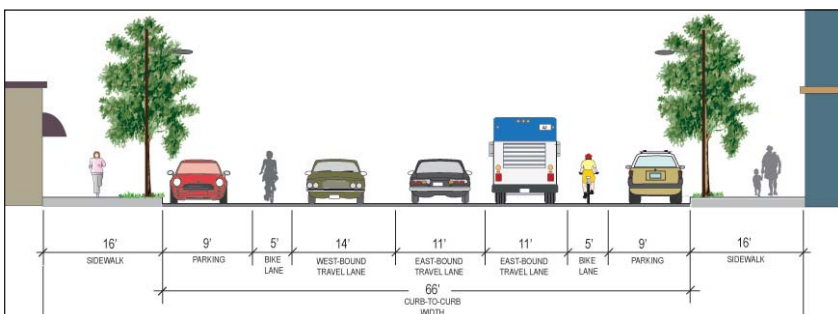 16' 9' 5' 14' 11' 11' 5' 9' 16'
SIDEWALK PARKING BIKE WEST-BOUND EAST-BOUND EAST-BOUND BIKE PARKING SIDEWALK
LANE TRAVEL LANE TRAVEL LANE TRAVEL LANE LANE
66'
CURB-TO-CURB
WIDTH